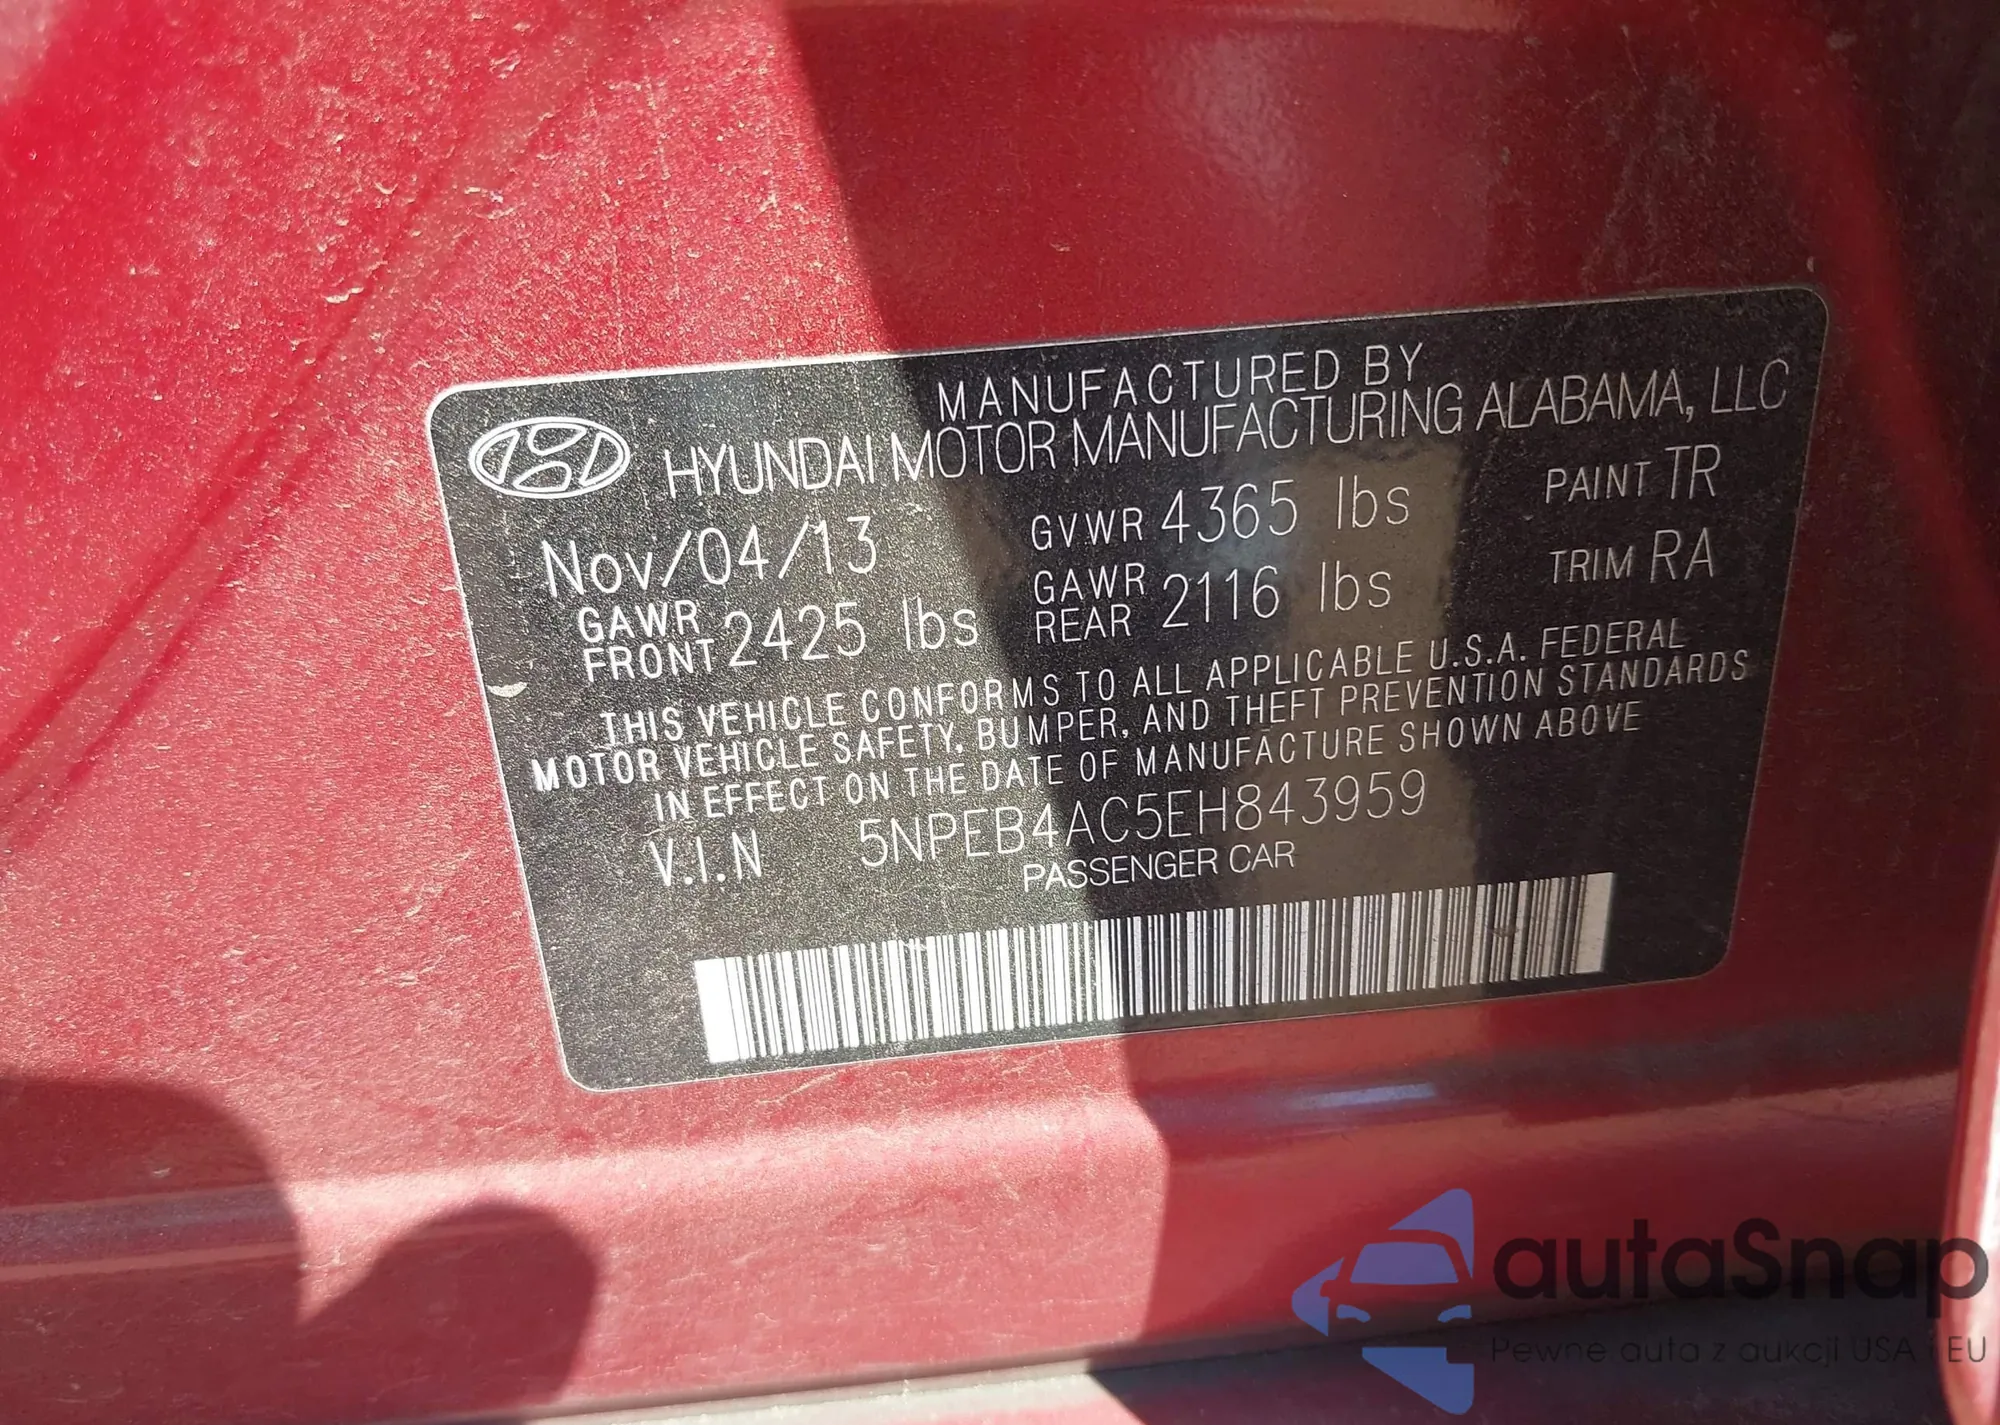 MANUFACTURED BY
HYUNDAI MOTOR MANUFACTURING ALABAMA, LLC
Nov/04/13 GVWR 4365 lbs PAINT TR
GAWR FRONT 2425 lbs GAWR REAR 2116 lbs TRIM RA
THIS VEHICLE CONFORMS TO ALL APPLICABLE U.S.A. FEDERAL
MOTOR VEHICLE SAFETY, BUMPER, AND THEFT PREVENTION STANDARDS
IN EFFECT ON THE DATE OF MANUFACTURE SHOWN ABOVE
V.I.N 5NPEB4AC5EH843959
PASSENGER CAR
autaSnap
Pewne auta z aukcji USA i EU